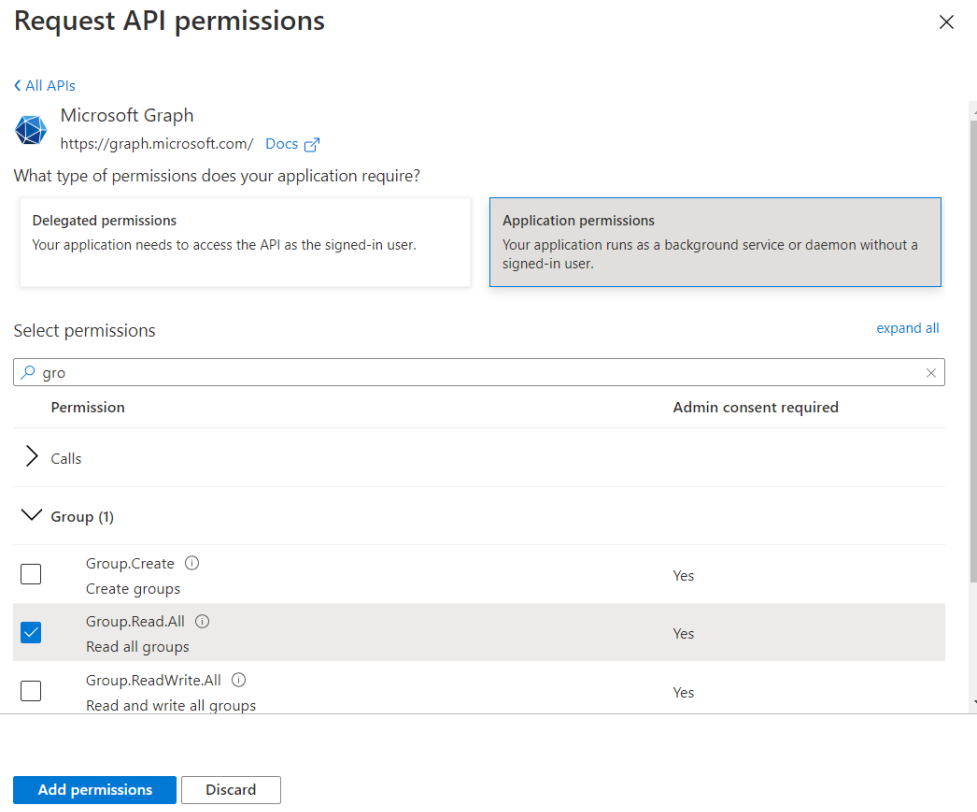 Request API permissions
All APIs
Microsoft Graph
https://graph.microsoft.com/ Docs
What type of permissions does your application require?
Delegated permissions
Your application needs to access the API as the signed-in user.
Application permissions
Your application runs as a background service or daemon without a
signed-in user.
Select permissions
expand all
gro
Permission
Admin consent required
Calls
Group (1)
Group.Create
Create groups
Yes
Group.Read.All
Read all groups
Yes
Group.ReadWrite.All
Read and write all groups
Yes
Add permissions
Discard